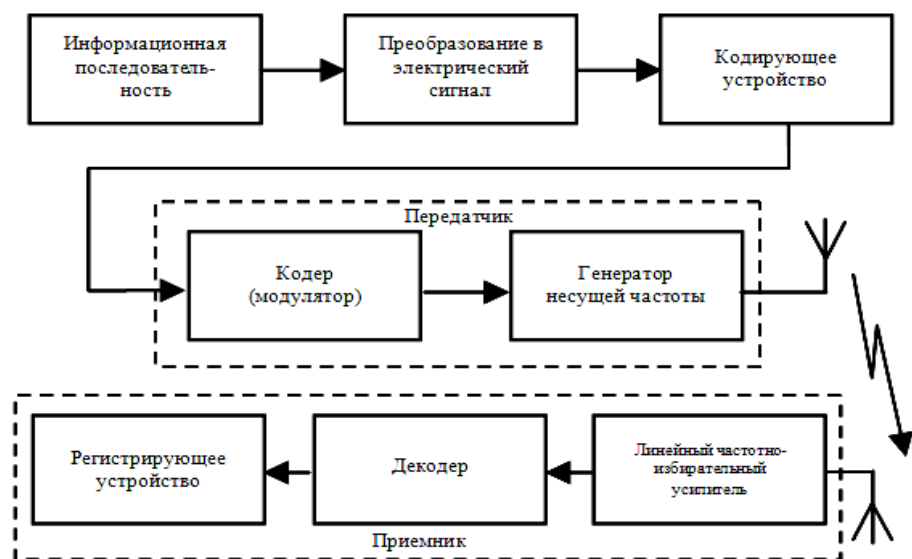 Информационная
последователь-
ность
Преобразование в
электрический
сигнал
Кодирующее
устройство
Передатчик
Кодер
(модулятор)
Генератор
несущей частоты
Регистрирующее
устройство
Декодер
Линейный частотно-
избирательный
усилитель
Приемник